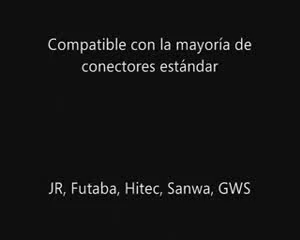 Compatible con la mayoría de
conectores estándar
JR, Futaba, Hitec, Sanwa, GWS